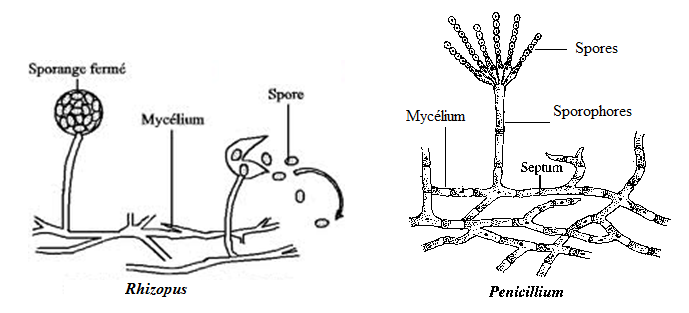 Sporange fermé
Mycélium
Spore
Rhizopus
Spores
Mycélium
Sporophores
Septum
Penicillium